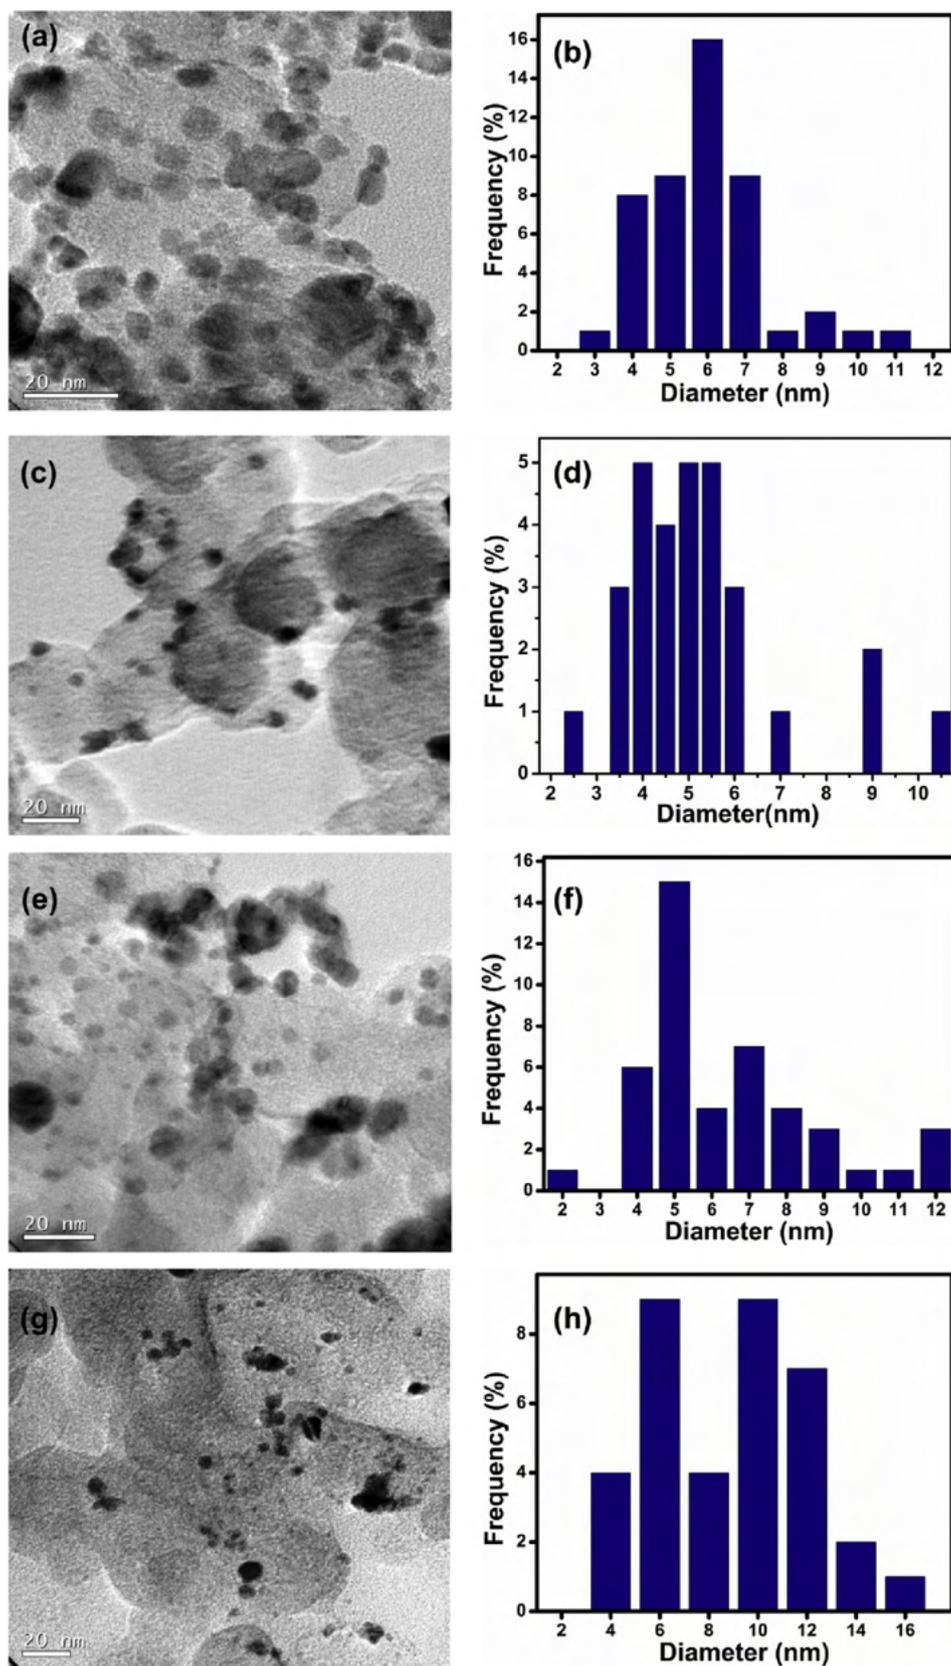 (a)
20 nm
(b)
Frequency (%)
16
14
12
10
8
6
4
2
0
2 3 4 5 6 7 8 9 10 11 12
Diameter (nm)
(c)
20 nm
(d)
Frequency (%)
5
4
3
2
1
0
2 3 4 5 6 7 8 9 10
Diameter(nm)
(e)
20 nm
(f)
Frequency (%)
16
14
12
10
8
6
4
2
0
2 3 4 5 6 7 8 9 10 11 12
Diameter (nm)
(g)
20 nm
(h)
Frequency (%)
8
6
4
2
0
2 4 6 8 10 12 14 16
Diameter (nm)